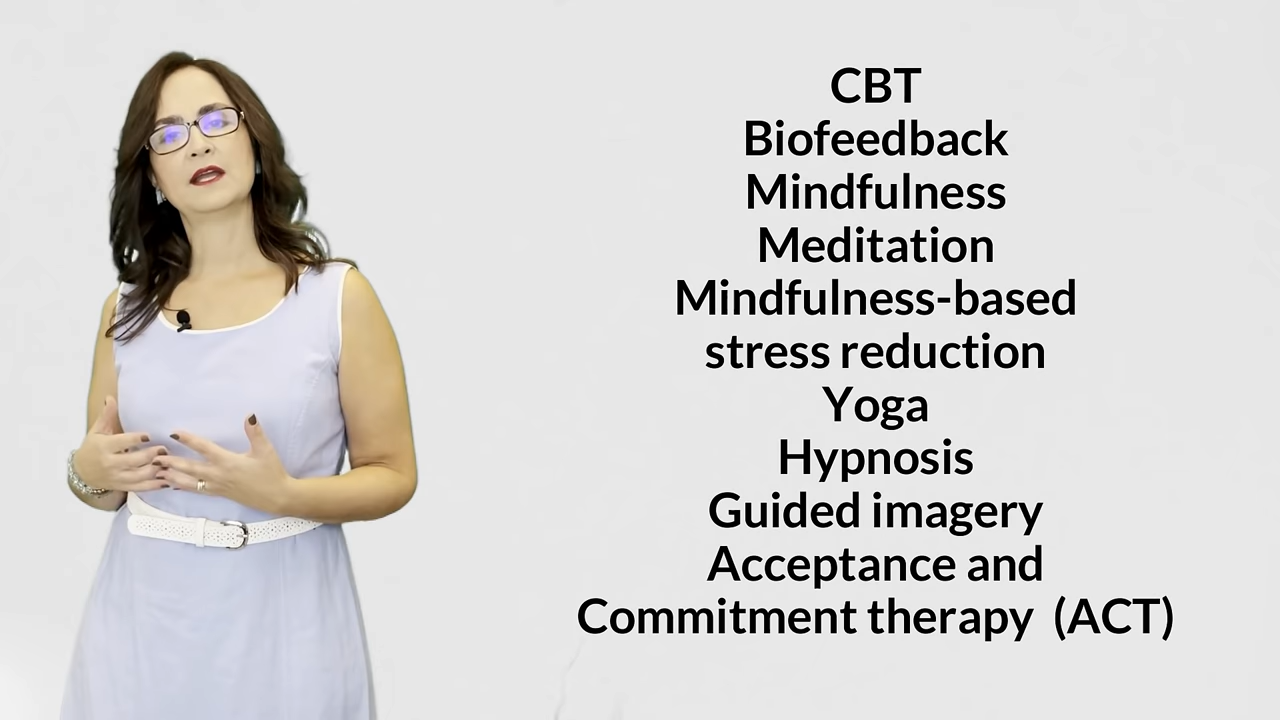 CBT
Biofeedback
Mindfulness
Meditation
Mindfulness-based
stress reduction
Yoga
Hypnosis
Guided imagery
Acceptance and
Commitment therapy (ACT)